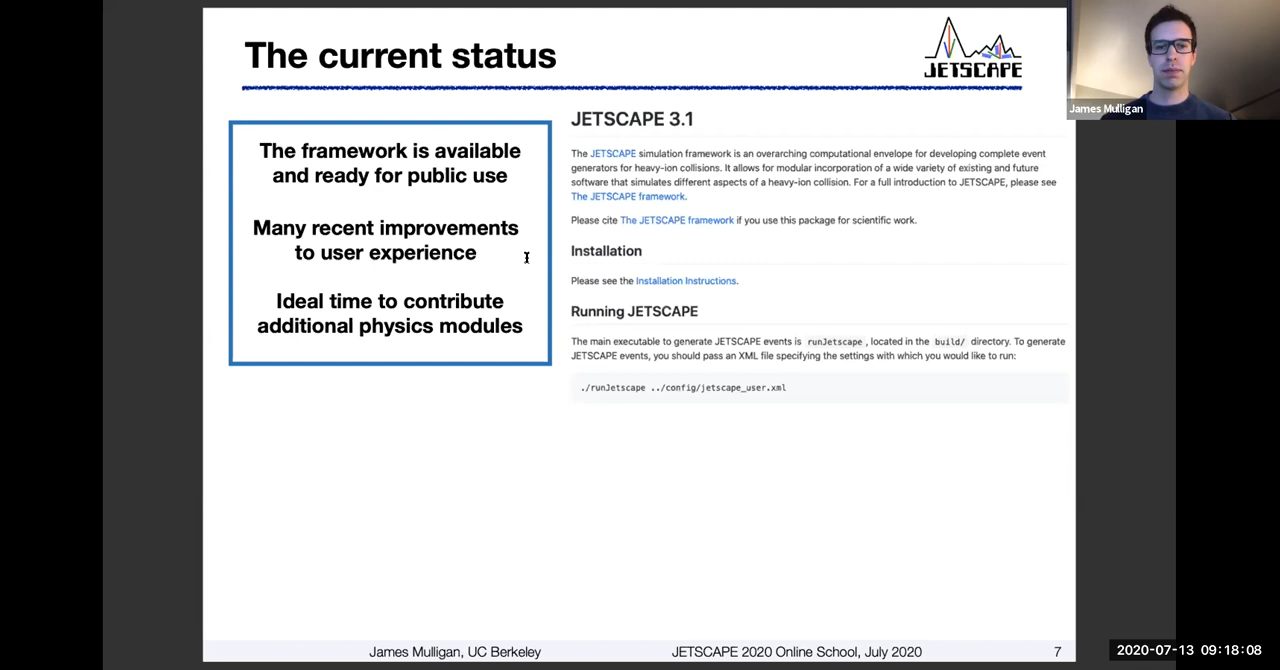 The current status
JETSCAPE
James Mulligan
The framework is available
and ready for public use
Many recent improvements
to user experience
Ideal time to contribute
additional physics modules
JETSCAPE 3.1
The JETSCAPE simulation framework is an overarching computational envelope for developing complete event
generators for heavy-ion collisions. It allows for modular incorporation of a wide variety of existing and future
software that simulates different aspects of a heavy-ion collision. For a full introduction to JETSCAPE, please see
The JETSCAPE framework.
Please cite The JETSCAPE framework if you use this package for scientific work.
Installation
Please see the Installation Instructions.
Running JETSCAPE
The main executable to generate JETSCAPE events is runJetscape , located in the build/ directory. To generate
JETSCAPE events, you should pass an XML file specifying the settings with which you would like to run:
./runJetscape ../config/jetscape_user.xml
James Mulligan, UC Berkeley
JETSCAPE 2020 Online School, July 2020
7
2020-07-13 09:18:08